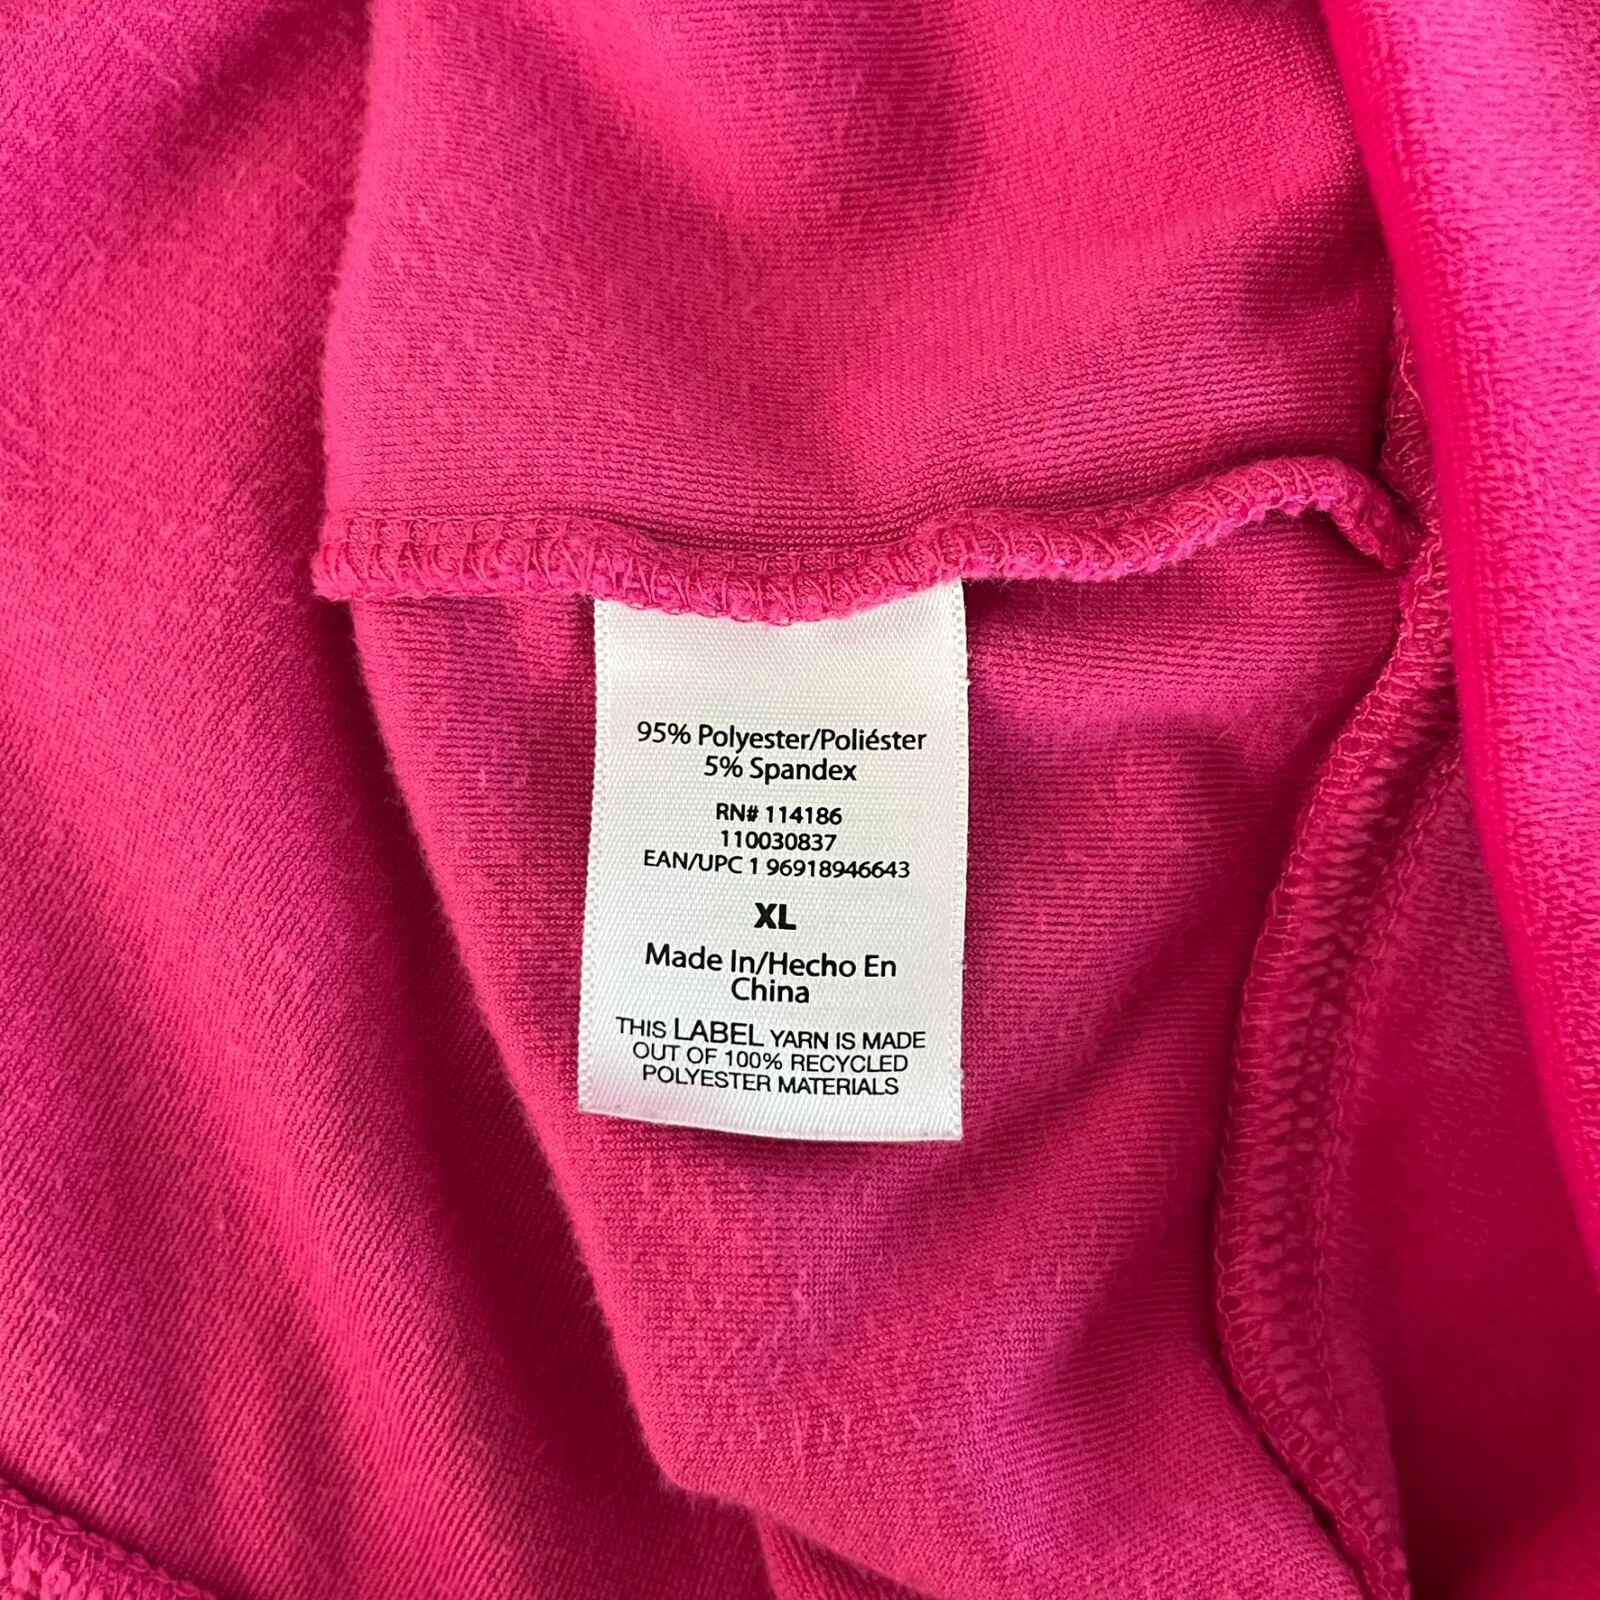 95% Polyester/Poliéster
5% Spandex
RN# 114186
110030837
EAN/UPC 1 96918946643
XL
Made In/Hecho En
China
THIS LABEL YARN IS MADE
OUT OF 100% RECYCLED
POLYESTER MATERIALS